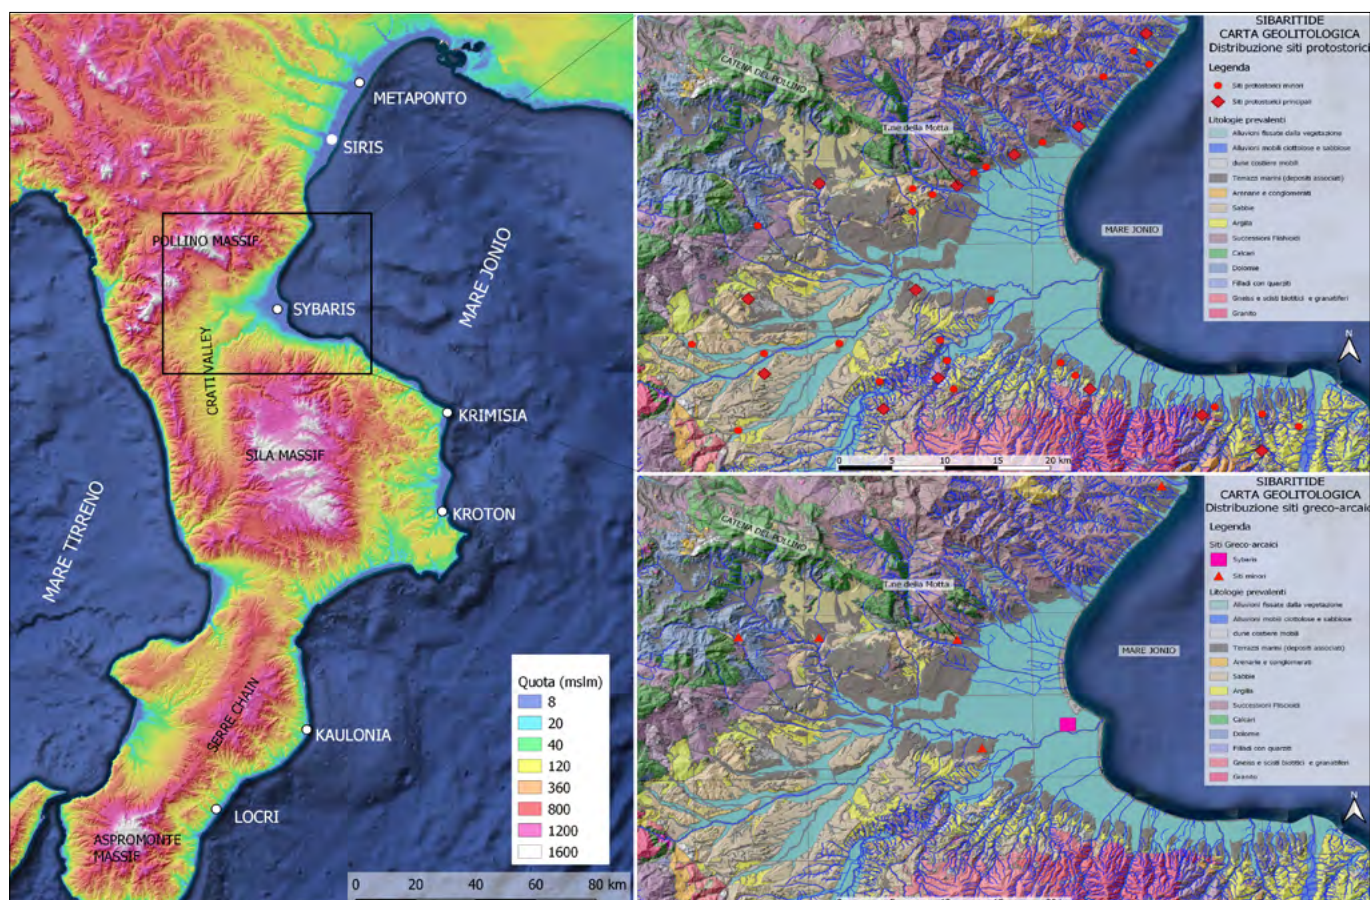 METAPONTO
SIRIS
POLLINO MASSIF
SYBARIS
MARE JONIO
CRATI VALLEY
KRIMISIA
SILA MASSIF
KROTON
MARE TIRRENO
SERRE CHAIN
KAULONIA
LOCRI
ASPROMONTE
MASSIF
Quota (mslm)
8
20
40
120
360
800
1200
1600
0 20 40 60 80 km
CATENA DEL POLLINO
T.ne della Motta
MARE JONIO
0 5 10 15 20 km
SIBARITIDE
CARTA GEOLITOLOGICA
Distribuzione siti protostorici
Legenda
Siti protostorici minori
Siti protostorici principali
Litologie prevalenti
Alluvioni fissate dalla vegetazione
Alluvioni mobili ciottolose e sabbiose
dune costiere mobili
Terrazzi marini (depositi associati)
Arenarie e conglomerati
Sabbie
Argilla
Successioni Flisciodi
Calcari
Dolomie
Filladi con quarziti
Gneiss e scisti biotitici e granatiferi
Granito
N
CATENA DEL POLLINO
T.ne della Motta
MARE JONIO
SIBARITIDE
CARTA GEOLITOLOGICA
Distribuzione siti greco-arcaic
Legenda
Siti Greco-arcaici
Sybaris
Siti minori
Litologie prevalenti
Alluvioni fissate dalla vegetazione
Alluvioni mobili ciottolose e sabbiose
dune costiere mobili
Terrazzi marini (depositi associati)
Arenarie e conglomerati
Sabbie
Argilla
Successioni Flisciodi
Calcari
Dolomie
Filladi con quarziti
Gneiss e scisti biotitici e granatiferi
Granito
N